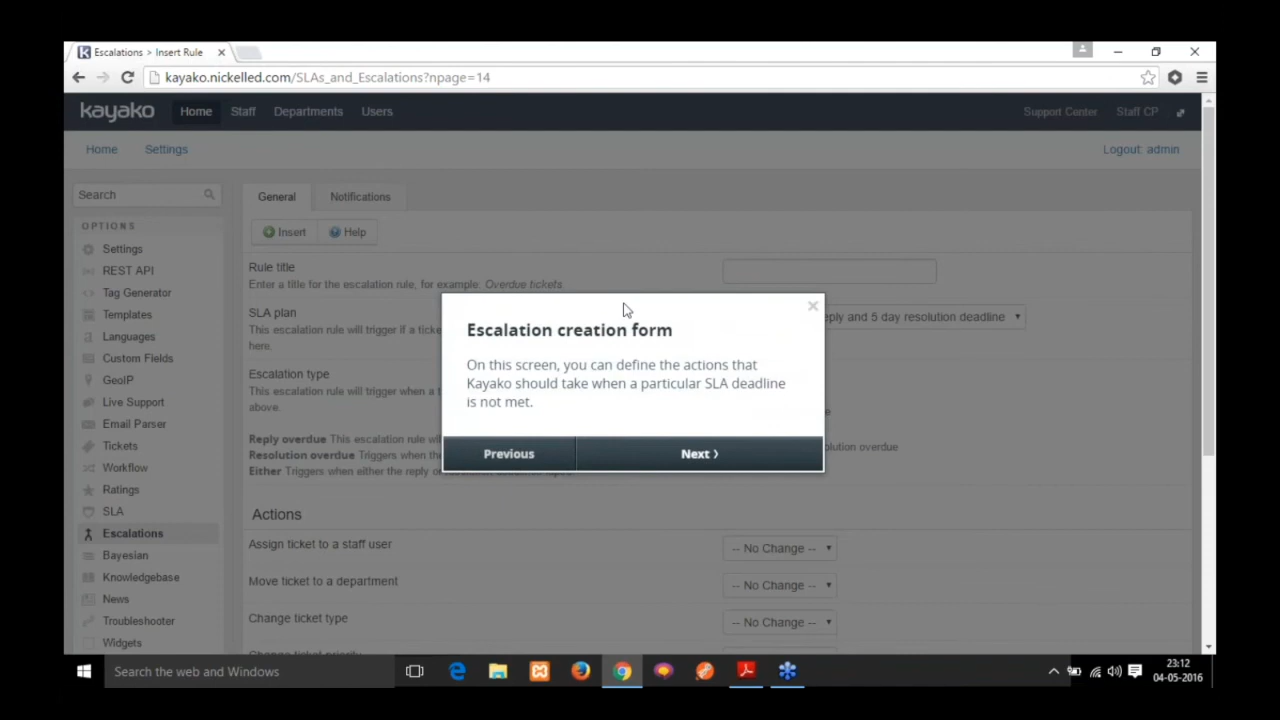 Escalations > Insert Rule
kayako.nickelled.com/SLAs_and_Escalations?npage=14
kayako Home Staff Departments Users Support Center Staff CP
Home Settings Logout: admin
Search
General Notifications
OPTIONS
Insert Help
Settings
REST API
Tag Generator
Templates
Languages
Custom Fields
GeoIP
Live Support
Email Parser
Tickets
Workflow
Ratings
SLA
Escalations
Bayesian
Knowledgebase
News
Troubleshooter
Widgets
Rule title
Enter a title for the escalation rule, for example. Overdue tickets
SLA plan
This escalation rule will trigger if a
here.
and 5 day resolution deadline
Escalation type
This escalation rule will trigger when a
above.
Reply overdue This escalation rule
Resolution overdue Triggers when
Either Triggers when either the reply or
overdue
Escalation creation form
On this screen, you can define the actions that
Kayako should take when a particular SLA deadline
is not met.
Previous Next >
Actions
Assign ticket to a staff user -- No Change --
Move ticket to a department -- No Change --
Change ticket type -- No Change --
Change ticket priority
Search the web and Windows
23:12
04-05-2016